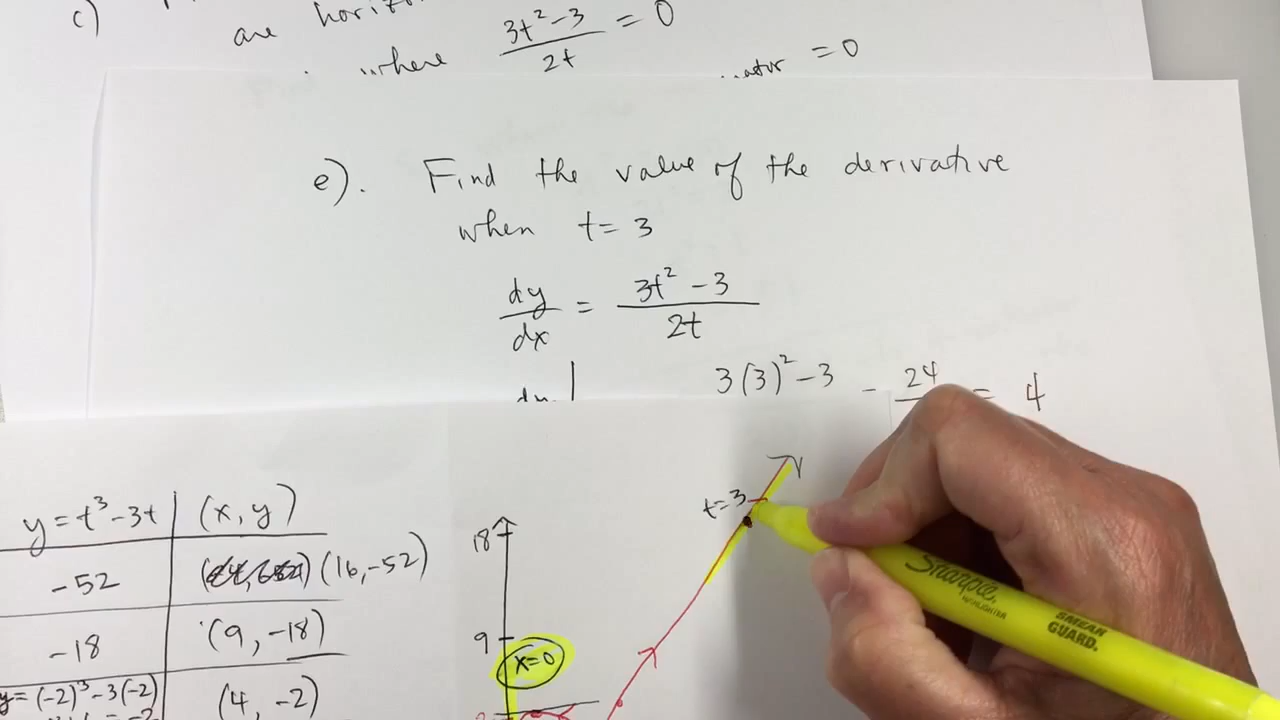 c)
are
where (3t² - 3)/(2t) = 0
= 0
e). Find the value of the derivative
when t = 3
dy/dx = (3t² - 3)/(2t)
3(3)² - 3
24
= 4
y = t³ - 3t | (x, y)
-52 | (16, -52)
-18 | (9, -18)
y = (-2)³ - 3(-2) | (4, -2)
t=3
18
9
x=0
Sharpie
HIGHLIGHTER
SMEAR
GUARD.